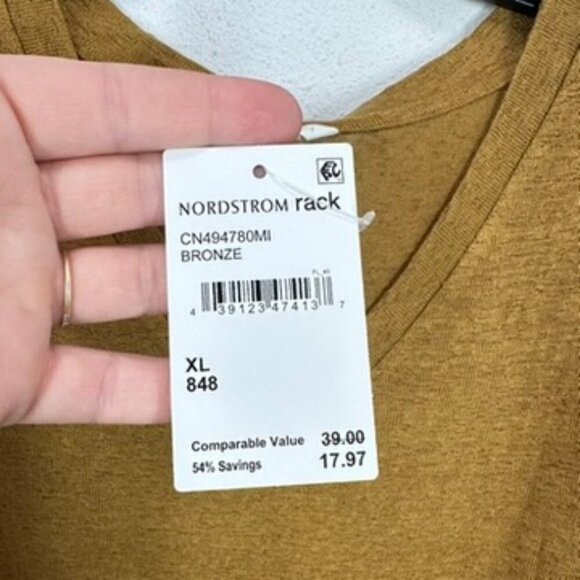 NORDSTROM rack
CN494780MI
BRONZE
4 39123 47413 7
XL
848
Comparable Value 39.00
54% Savings 17.97